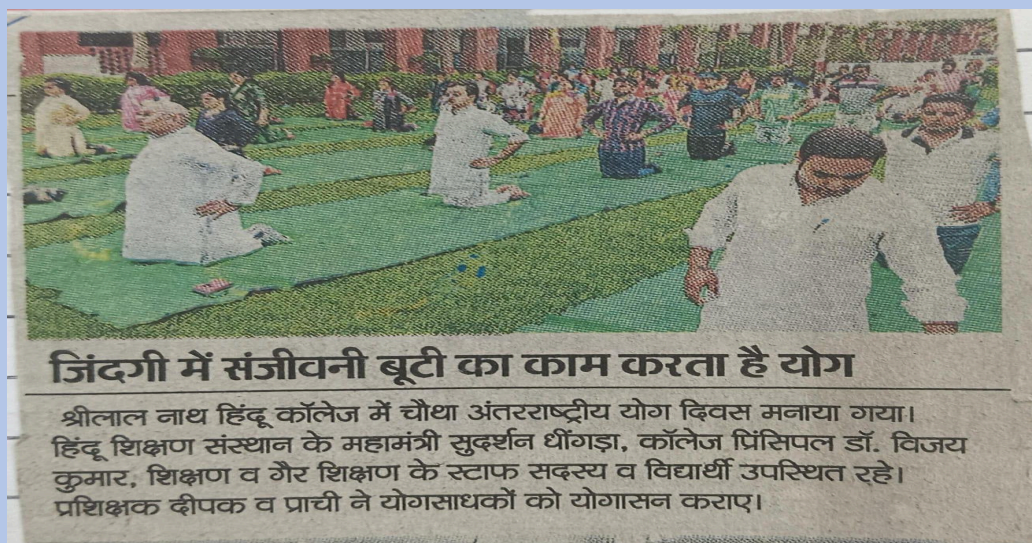 जिंदगी में संजीवनी बूटी का काम करता है योग
श्रीलाल नाथ हिंदू कॉलेज में चौथा अंतरराष्ट्रीय योग दिवस मनाया गया।
हिंदू शिक्षण संस्थान के महामंत्री सुदर्शन धींगड़ा, कॉलेज प्रिंसिपल डॉ. विजय
कुमार, शिक्षण व गैर शिक्षण के स्टाफ सदस्य व विद्यार्थी उपस्थित रहे।
प्रशिक्षक दीपक व प्राची ने योगसाधकों को योगासन कराए।